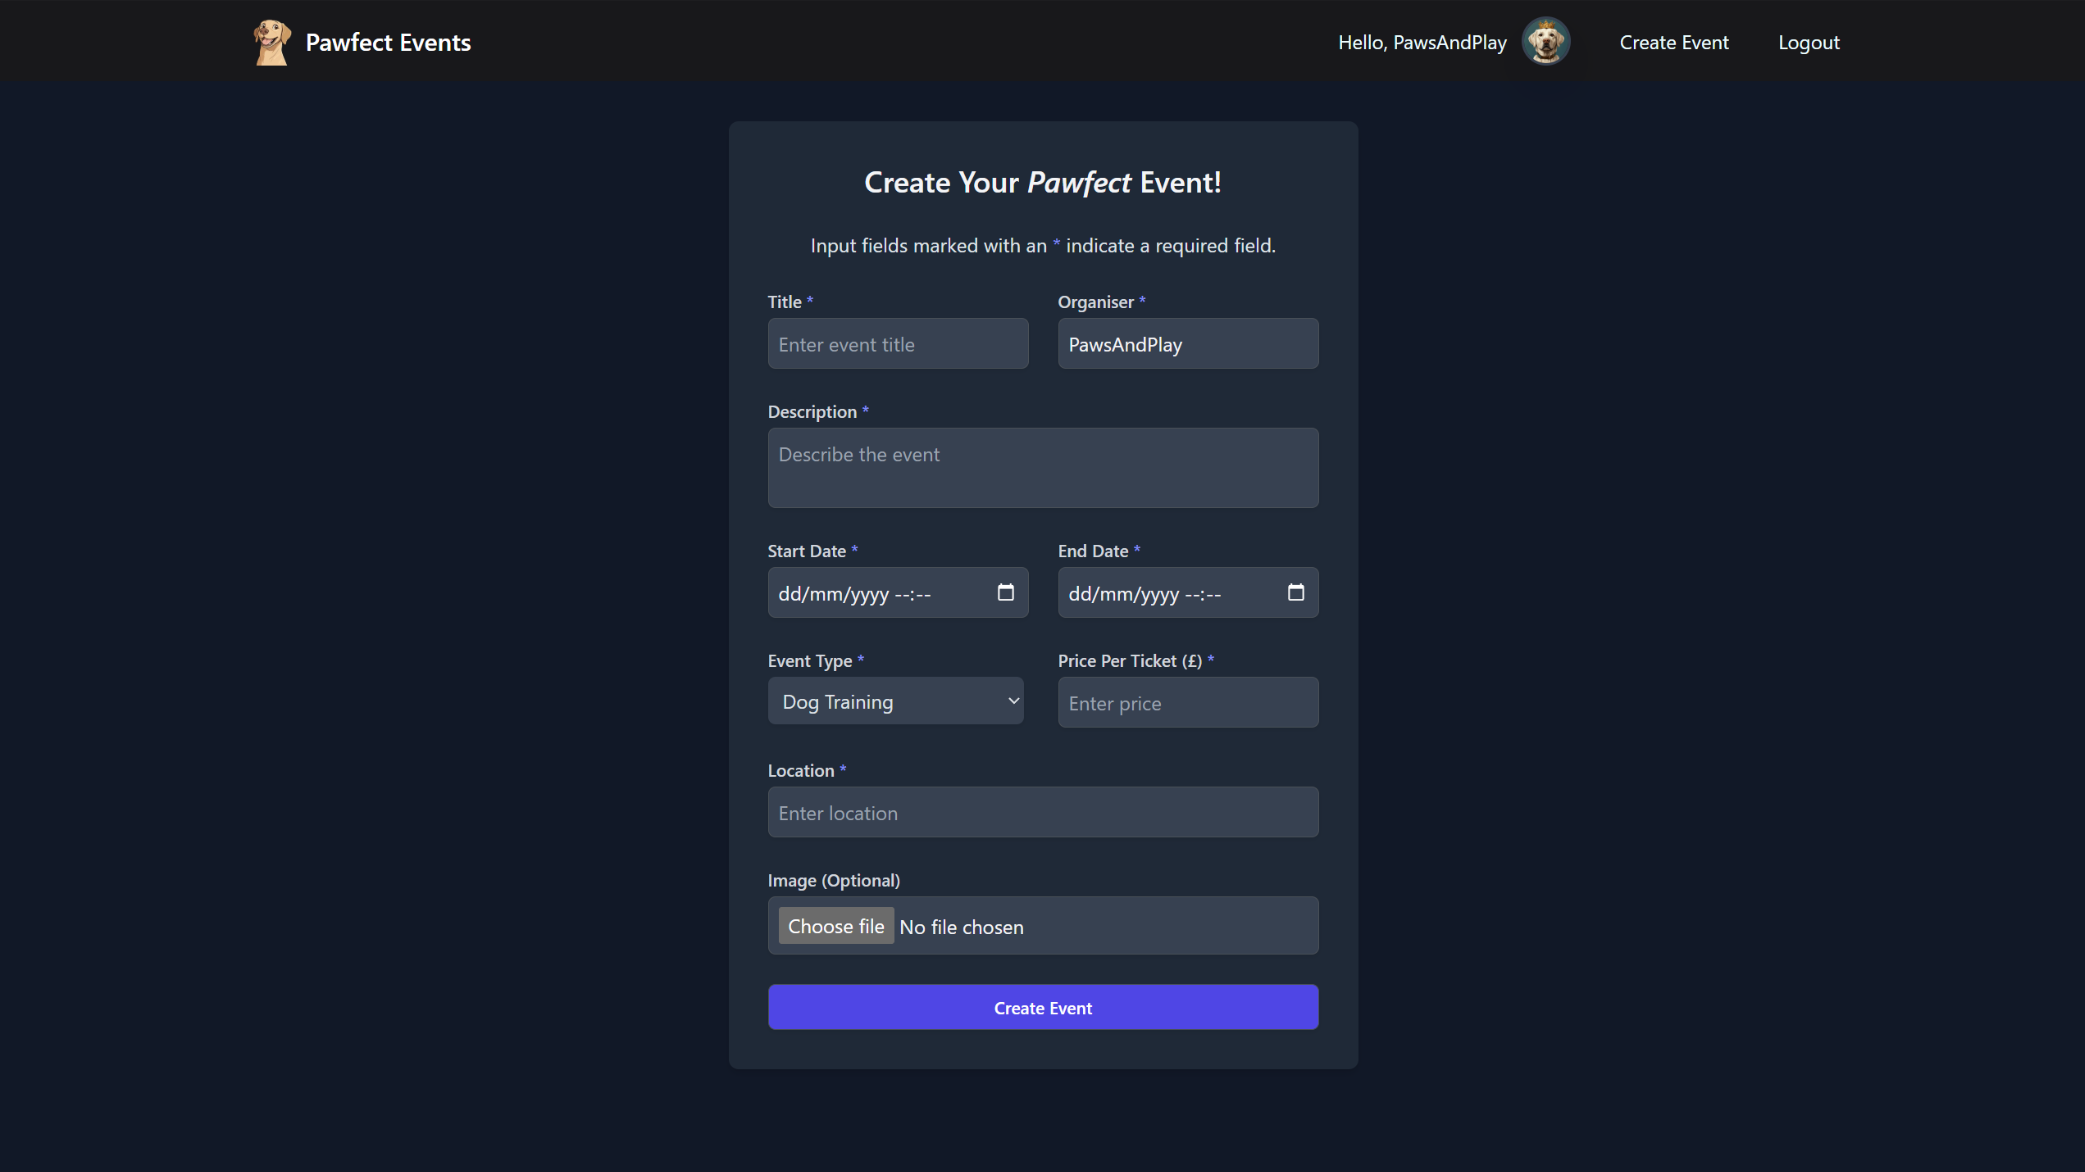 Pawfect Events
Hello, PawsAndPlay
Create Event
Logout
Create Your Pawfect Event!
Input fields marked with an * indicate a required field.
Title *
Organiser *
Enter event title
PawsAndPlay
Description *
Describe the event
Start Date *
End Date *
dd/mm/yyyy --:--
dd/mm/yyyy --:--
Event Type *
Price Per Ticket (£) *
Dog Training
Enter price
Location *
Enter location
Image (Optional)
Choose file No file chosen
Create Event